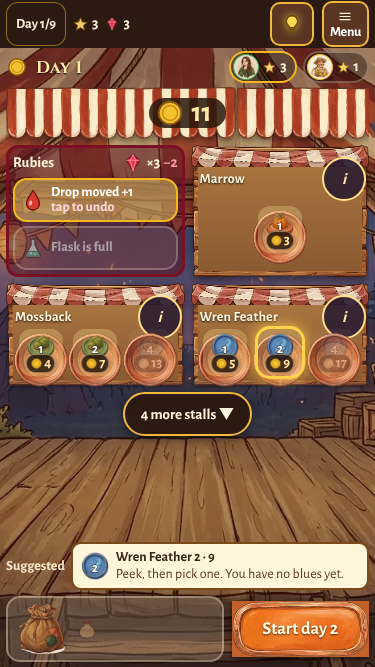 Day 1/9
3
3
Menu
DAY 1
3
1
11
Rubies
×3 −2
Drop moved +1
tap to undo
Flask is full
Marrow
i
1
3
Mossback
i
1
4
2
7
4
13
Wren Feather
i
1
5
2
9
4
17
4 more stalls
Suggested
2
Wren Feather 2 · 9
Peek, then pick one. You have no blues yet.
Start day 2